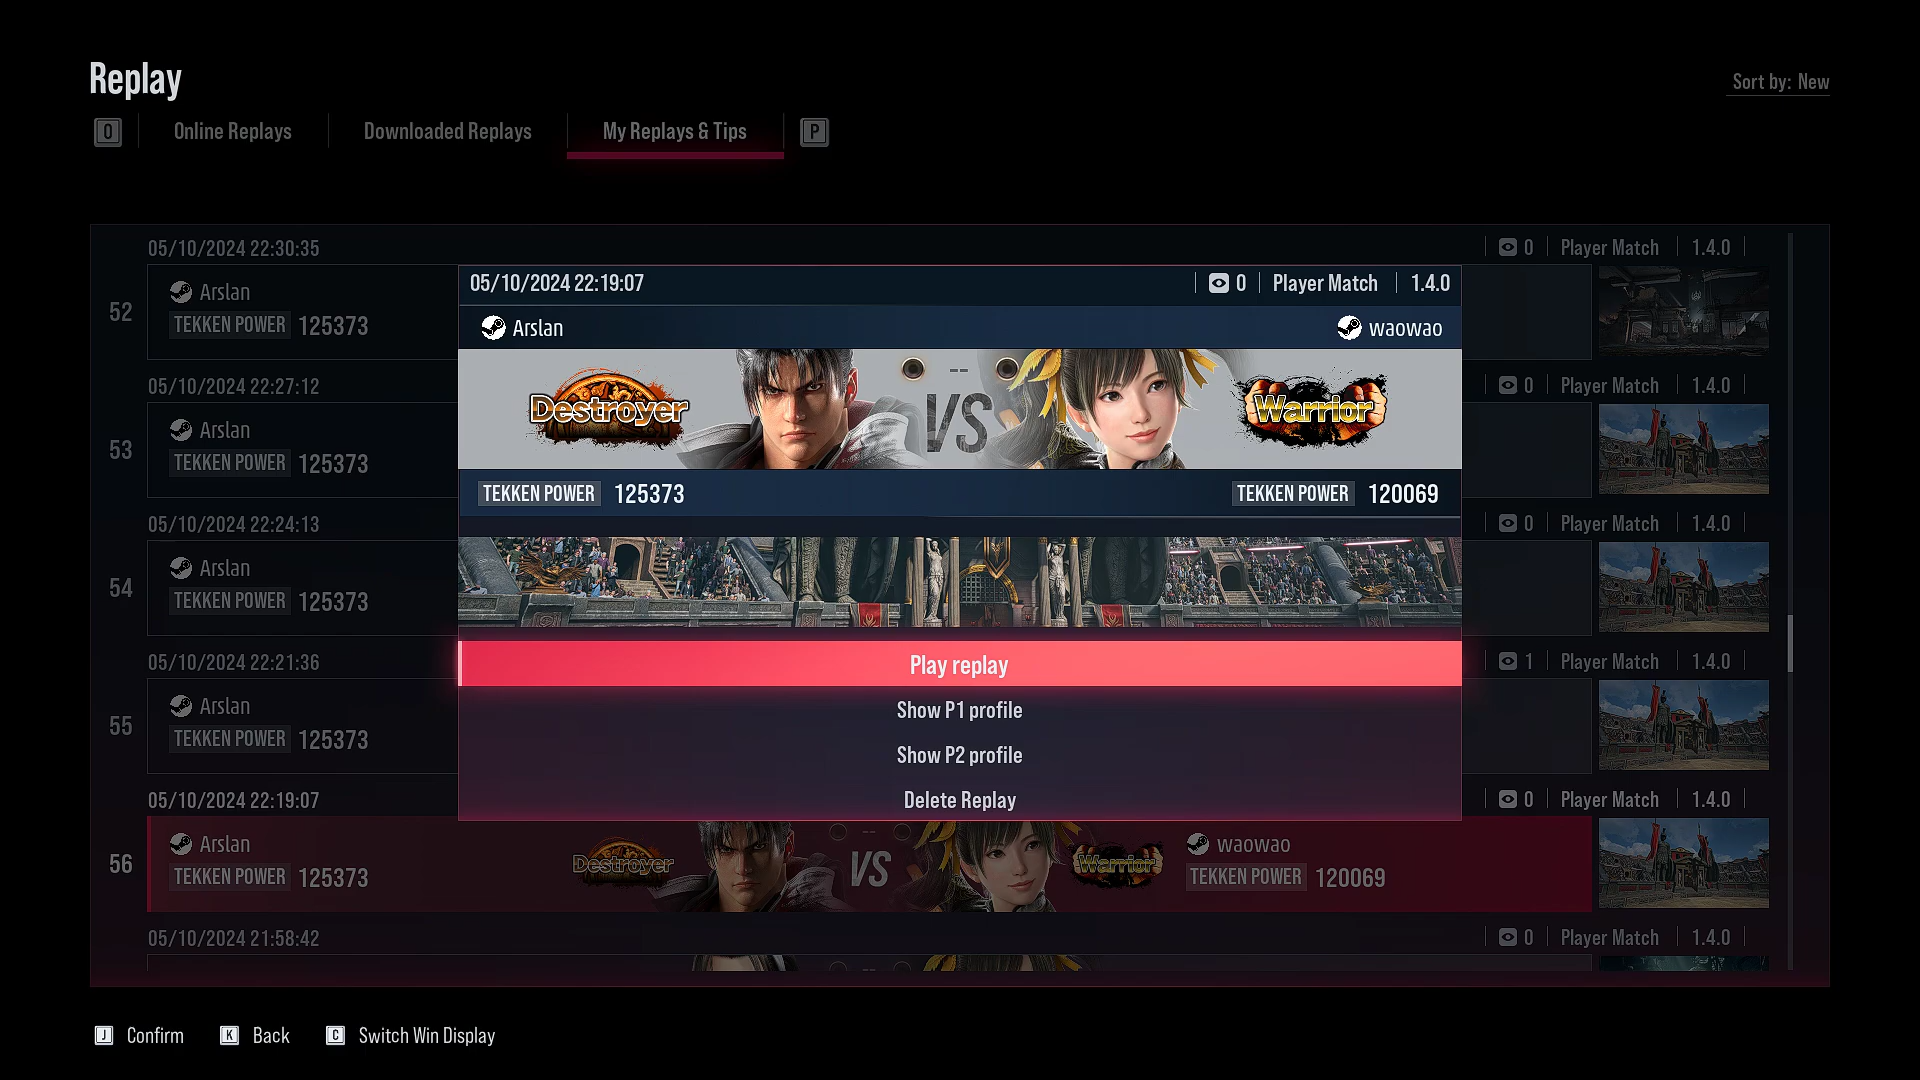 Replay
Sort by: New
O
Online Replays
Downloaded Replays
My Replays & Tips
P
05/10/2024 22:30:35
0
Player Match
1.4.0
52
Arslan
TEKKEN POWER 125373
05/10/2024 22:19:07
0
Player Match
1.4.0
Arslan
waowao
Destroyer
--
VS
Warrior
TEKKEN POWER 125373
TEKKEN POWER 120069
Play replay
Show P1 profile
Show P2 profile
Delete Replay
05/10/2024 22:27:12
0
Player Match
1.4.0
53
Arslan
TEKKEN POWER 125373
05/10/2024 22:24:13
0
Player Match
1.4.0
54
Arslan
TEKKEN POWER 125373
05/10/2024 22:21:36
1
Player Match
1.4.0
55
Arslan
TEKKEN POWER 125373
05/10/2024 22:19:07
0
Player Match
1.4.0
56
Arslan
TEKKEN POWER 125373
Destroyer
--
VS
Warrior
waowao
TEKKEN POWER 120069
05/10/2024 21:58:42
0
Player Match
1.4.0
--
J Confirm
K Back
C Switch Win Display